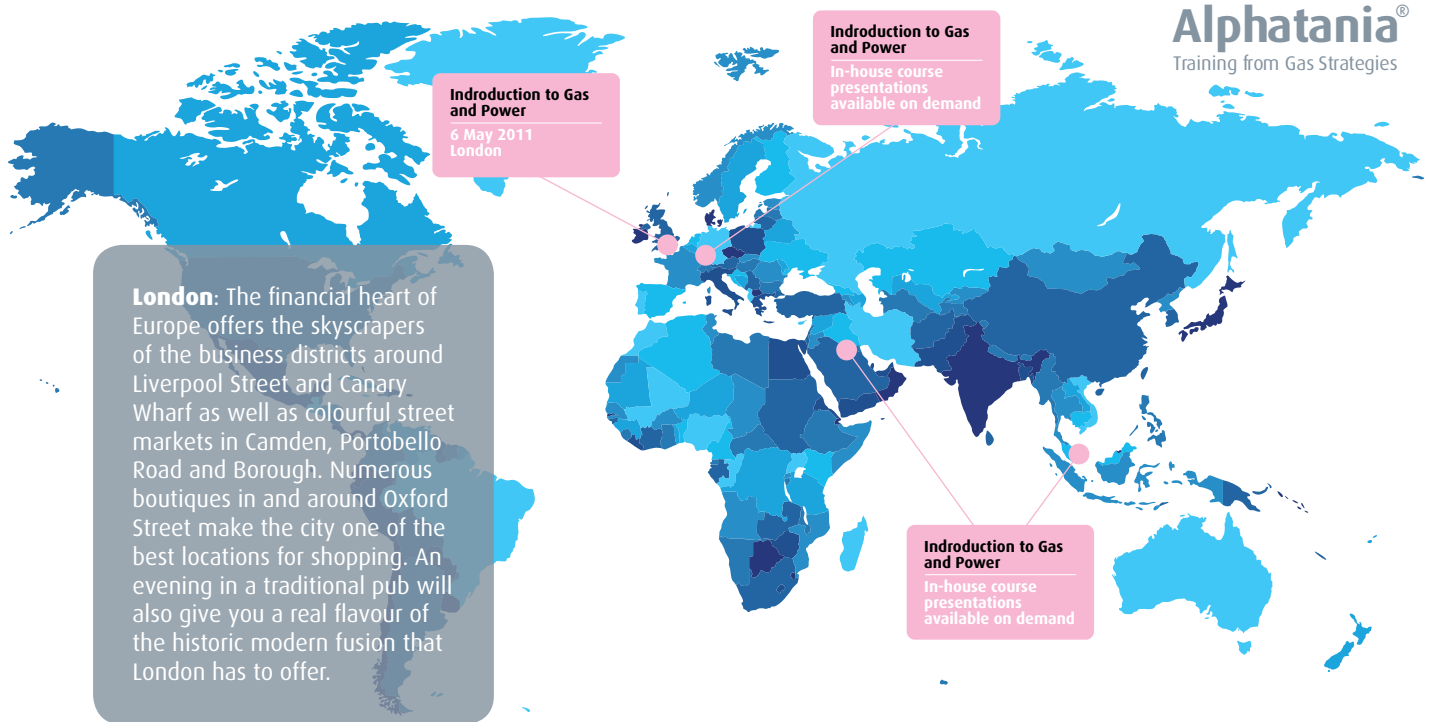 Alphatania®
Training from Gas Strategies
Indroduction to Gas
and Power
In-house course
presentations
available on demand
Indroduction to Gas
and Power
6 May 2011
London
London: The financial heart of
Europe offers the skyscrapers
of the business districts around
Liverpool Street and Canary
Wharf as well as colourful street
markets in Camden, Portobello
Road and Borough. Numerous
boutiques in and around Oxford
Street make the city one of the
best locations for shopping. An
evening in a traditional pub will
also give you a real flavour of
the historic modern fusion that
London has to offer.
Indroduction to Gas
and Power
In-house course
presentations
available on demand